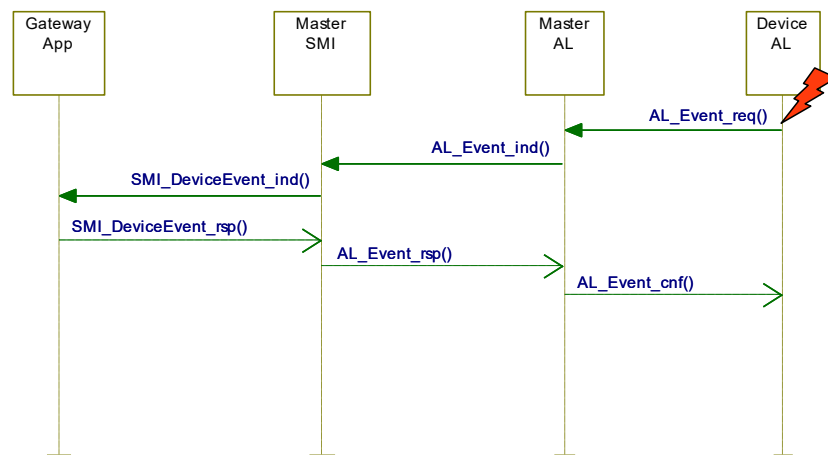 Gateway
App
Master
SMI
Master
AL
Device
AL
AL_Event_req()
AL_Event_ind()
SMI_DeviceEvent_ind()
SMI_DeviceEvent_rsp()
AL_Event_rsp()
AL_Event_cnf()